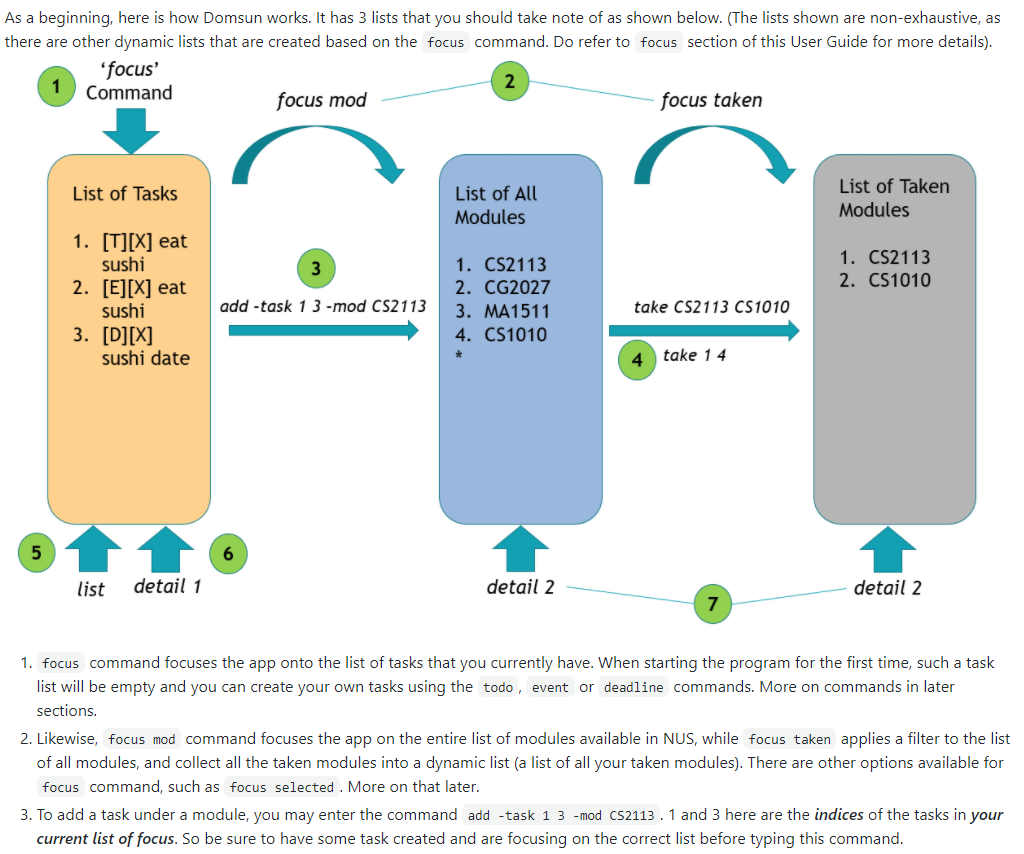 As a beginning, here is how Domsun works. It has 3 lists that you should take note of as shown below. (The lists shown are non-exhaustive, as
there are other dynamic lists that are created based on the focus command. Do refer to focus section of this User Guide for more details).
1
‘focus’
Command
2
focus mod
focus taken
List of Tasks
1. [T][X] eat
sushi
2. [E][X] eat
sushi
3. [D][X]
sushi date
3
add -task 1 3 -mod CS2113
List of All
Modules
1. CS2113
2. CG2027
3. MA1511
4. CS1010
*
take CS2113 CS1010
4
take 1 4
List of Taken
Modules
1. CS2113
2. CS1010
5
list
detail 1
6
detail 2
7
detail 2
1. focus command focuses the app onto the list of tasks that you currently have. When starting the program for the first time, such a task
list will be empty and you can create your own tasks using the todo, event or deadline commands. More on commands in later
sections.
2. Likewise, focus mod command focuses the app on the entire list of modules available in NUS, while focus taken applies a filter to the list
of all modules, and collect all the taken modules into a dynamic list (a list of all your taken modules). There are other options available for
focus command, such as focus selected. More on that later.
3. To add a task under a module, you may enter the command add -task 1 3 -mod CS2113. 1 and 3 here are the indices of the tasks in your
current list of focus. So be sure to have some task created and are focusing on the correct list before typing this command.